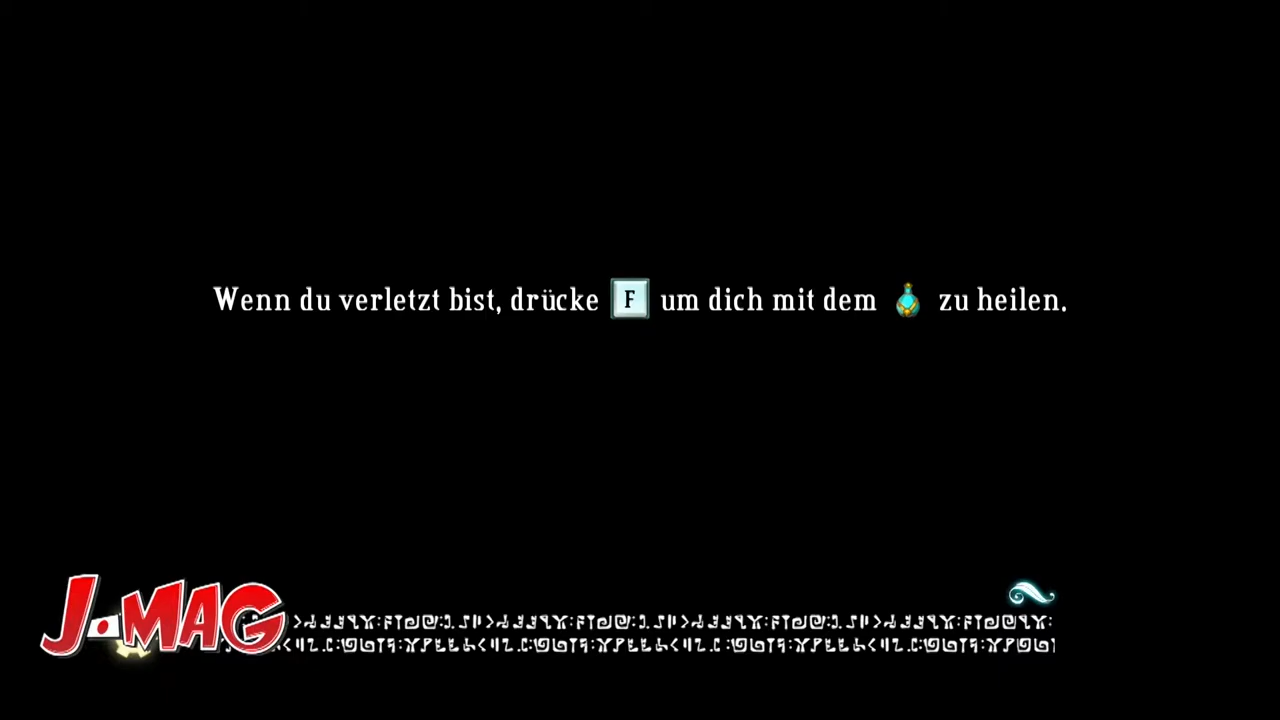 Wenn du verletzt bist, drücke F um dich mit dem zu heilen.
J-MAG